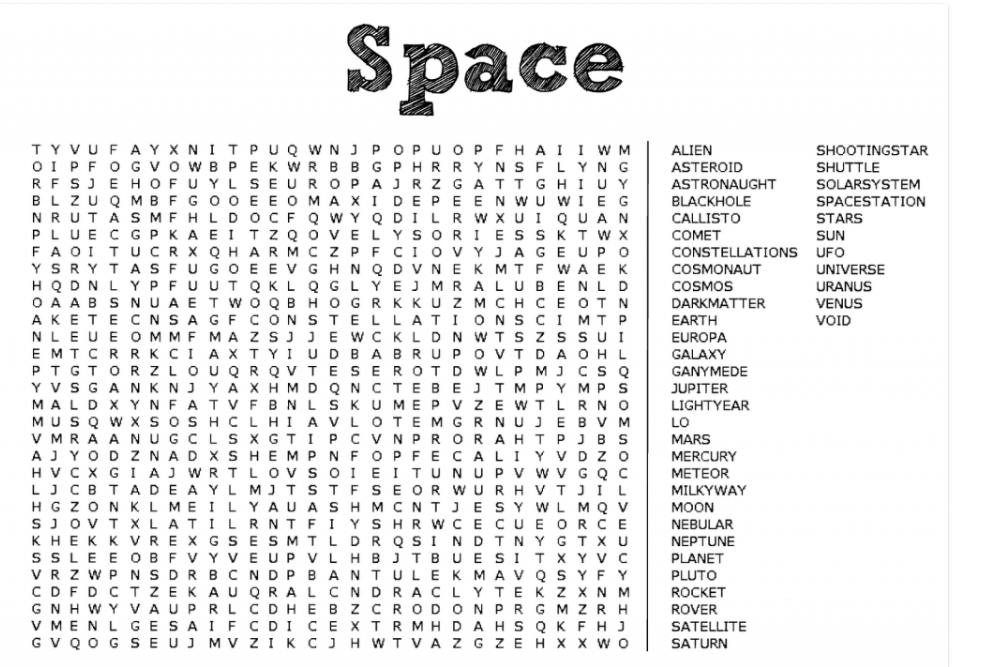 Space
T Y V U F A Y X N I T P U Q W N J P O P U O P F H A I I W M
O I P F O G V O W B P E K W R B B G P H R R Y N S F L Y N G
R F S J E H O F U Y L S E U R O P A J R Z G A T T G H I U Y
B L Z U Q M B F G O O E E O M A X I D E P E E N W U W I E G
N R U T A S M F H L D O C F Q W Y Q D I L R W X U I Q U A N
P L U E C G P K A E I T Z Q O V E L Y S O R I E S S K T W X
F A O I T U C R X Q H A R M C Z P F C I O V Y J A G E U P O
Y S R Y T A S F U G O E E V G H N Q D V N E K M T F W A E K
H Q D N L Y P F U U T Q K L Q G L Y E J M R A L U B E N L D
O A A B S N U A E T W O Q B H O G R K K U Z M C H C E O T N
A K E T E C N S A G F C O N S T E L L A T I O N S C I M T P
N L E U E O M M F M A Z S J J E W C K L D N W T S Z S S U I
E M T C R R K C I A X T Y I U D B A B R U P O V T D A O H L
P T G T O R Z L O U Q R Q V T E S E R O T D W L P M J C S Q
Y V S G A N K N J Y A X H M D Q N C T E B E J T M P Y M P S
M A L D X Y N F A T V F B N L S K U M E P V Z E W T L R N O
M U S Q W X S O S H C L H I A V L O T E M G R N U J E B V M
V M R A A N U G C L S X G T I P C V N P R O R A H T P J B S
A J Y O D Z N A D X S H E M P N F O P F E C A L I Y V D Z O
H V C X G I A J W R T L O V S O I E I T U N U P V W V G Q C
L J C B T A D E A Y L M J T S T F S E O R W U R H V T J I L
H G Z O N K L M E I L Y A U A S H M C N T J E S Y W L M Q V
S J O V T X L A T I L R N T F I Y S H R W C E C U E O R C E
K H E K K V R E X G S E S M T L D R Q S I N D T N Y G T X U
S S L E E O B F V Y V E U P V L H B J T B U E S I T X Y V C
V R Z W P N S D R B C N D P B A N T U L E K M A V Q S Y F Y
C D F D C T Z E K A U Q R A L C N D R A C L Y T E K Z X N M
G N H W Y V A U P R L C D H E B Z C R O D O N P R G M Z R H
V M E N L G E S A I F C D I C E X T R M H D A H S Q K F H J
G V Q O G S E U J M V Z I K C J H W T V A Z G Z E H X X W O
ALIEN
ASTEROID
ASTRONAUGHT
BLACKHOLE
CALLISTO
COMET
CONSTELLATIONS
COSMONAUT
COSMOS
DARKMATTER
EARTH
EUROPA
GALAXY
GANYMEDE
JUPITER
LIGHTYEAR
LO
MARS
MERCURY
METEOR
MILKYWAY
MOON
NEBULAR
NEPTUNE
PLANET
PLUTO
ROCKET
ROVER
SATELLITE
SATURN
SHOOTINGSTAR
SHUTTLE
SOLARSYSTEM
SPACESTATION
STARS
SUN
UFO
UNIVERSE
URANUS
VENUS
VOID